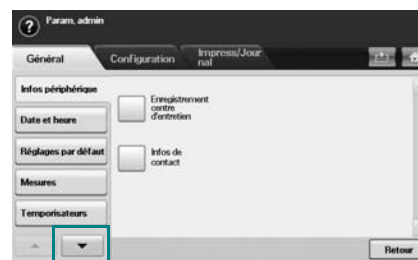 Param, admin
Général
Configuration
Impress/Jour
nal
Infos périphérique
Enregistrement
centre
d'entretien
Date et heure
Réglages par défaut
Infos de
contact
Mesures
Temporisateurs
Retour